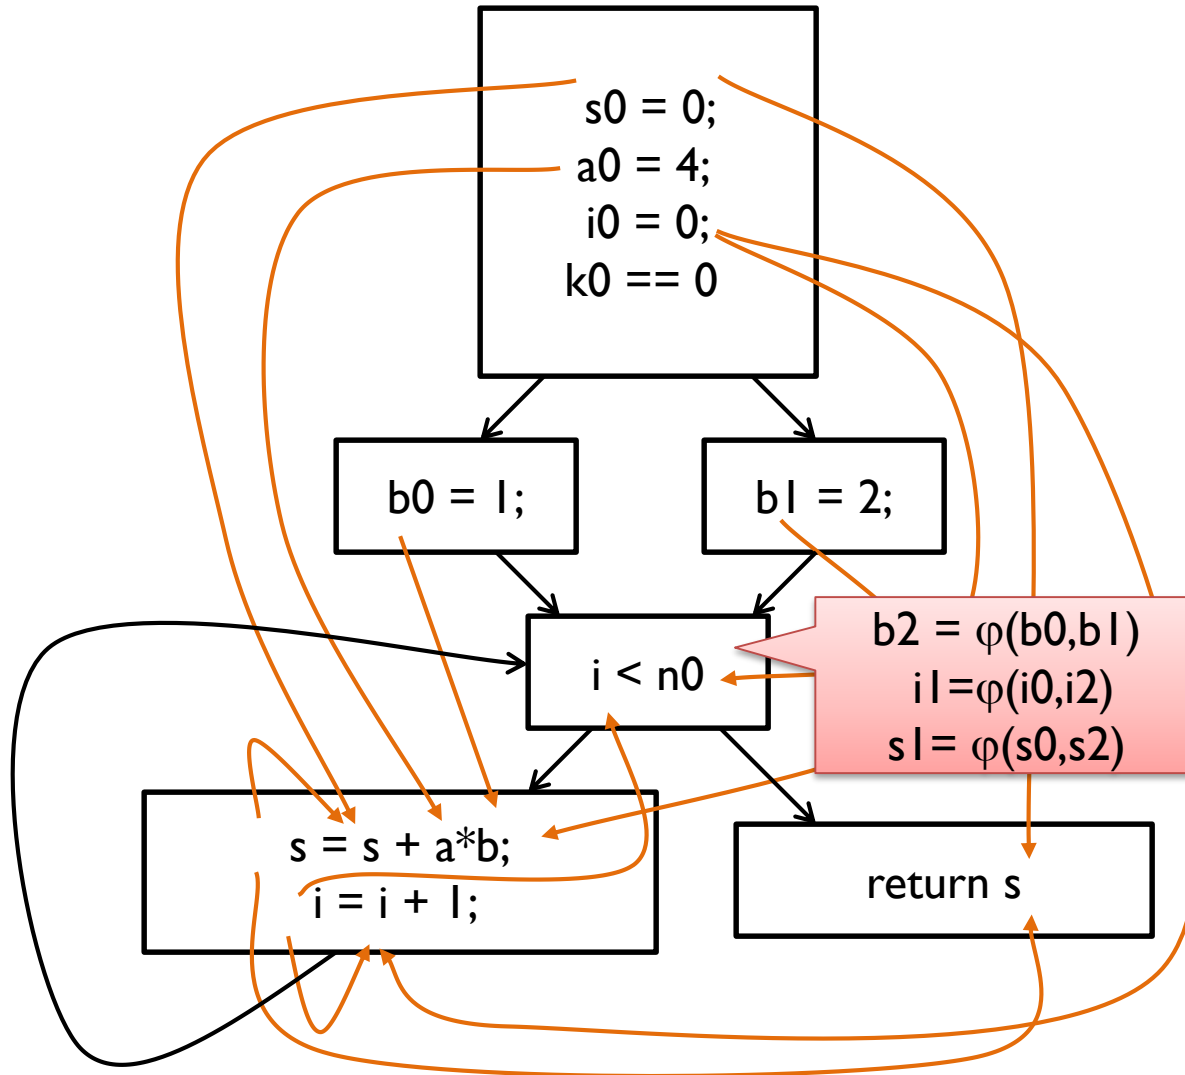 s0 = 0;
a0 = 4;
i0 = 0;
k0 == 0
b0 = 1;
b1 = 2;
i < n0
b2 = φ(b0,b1)
i1=φ(i0,i2)
s1= φ(s0,s2)
s = s + a*b;
i = i + 1;
return s